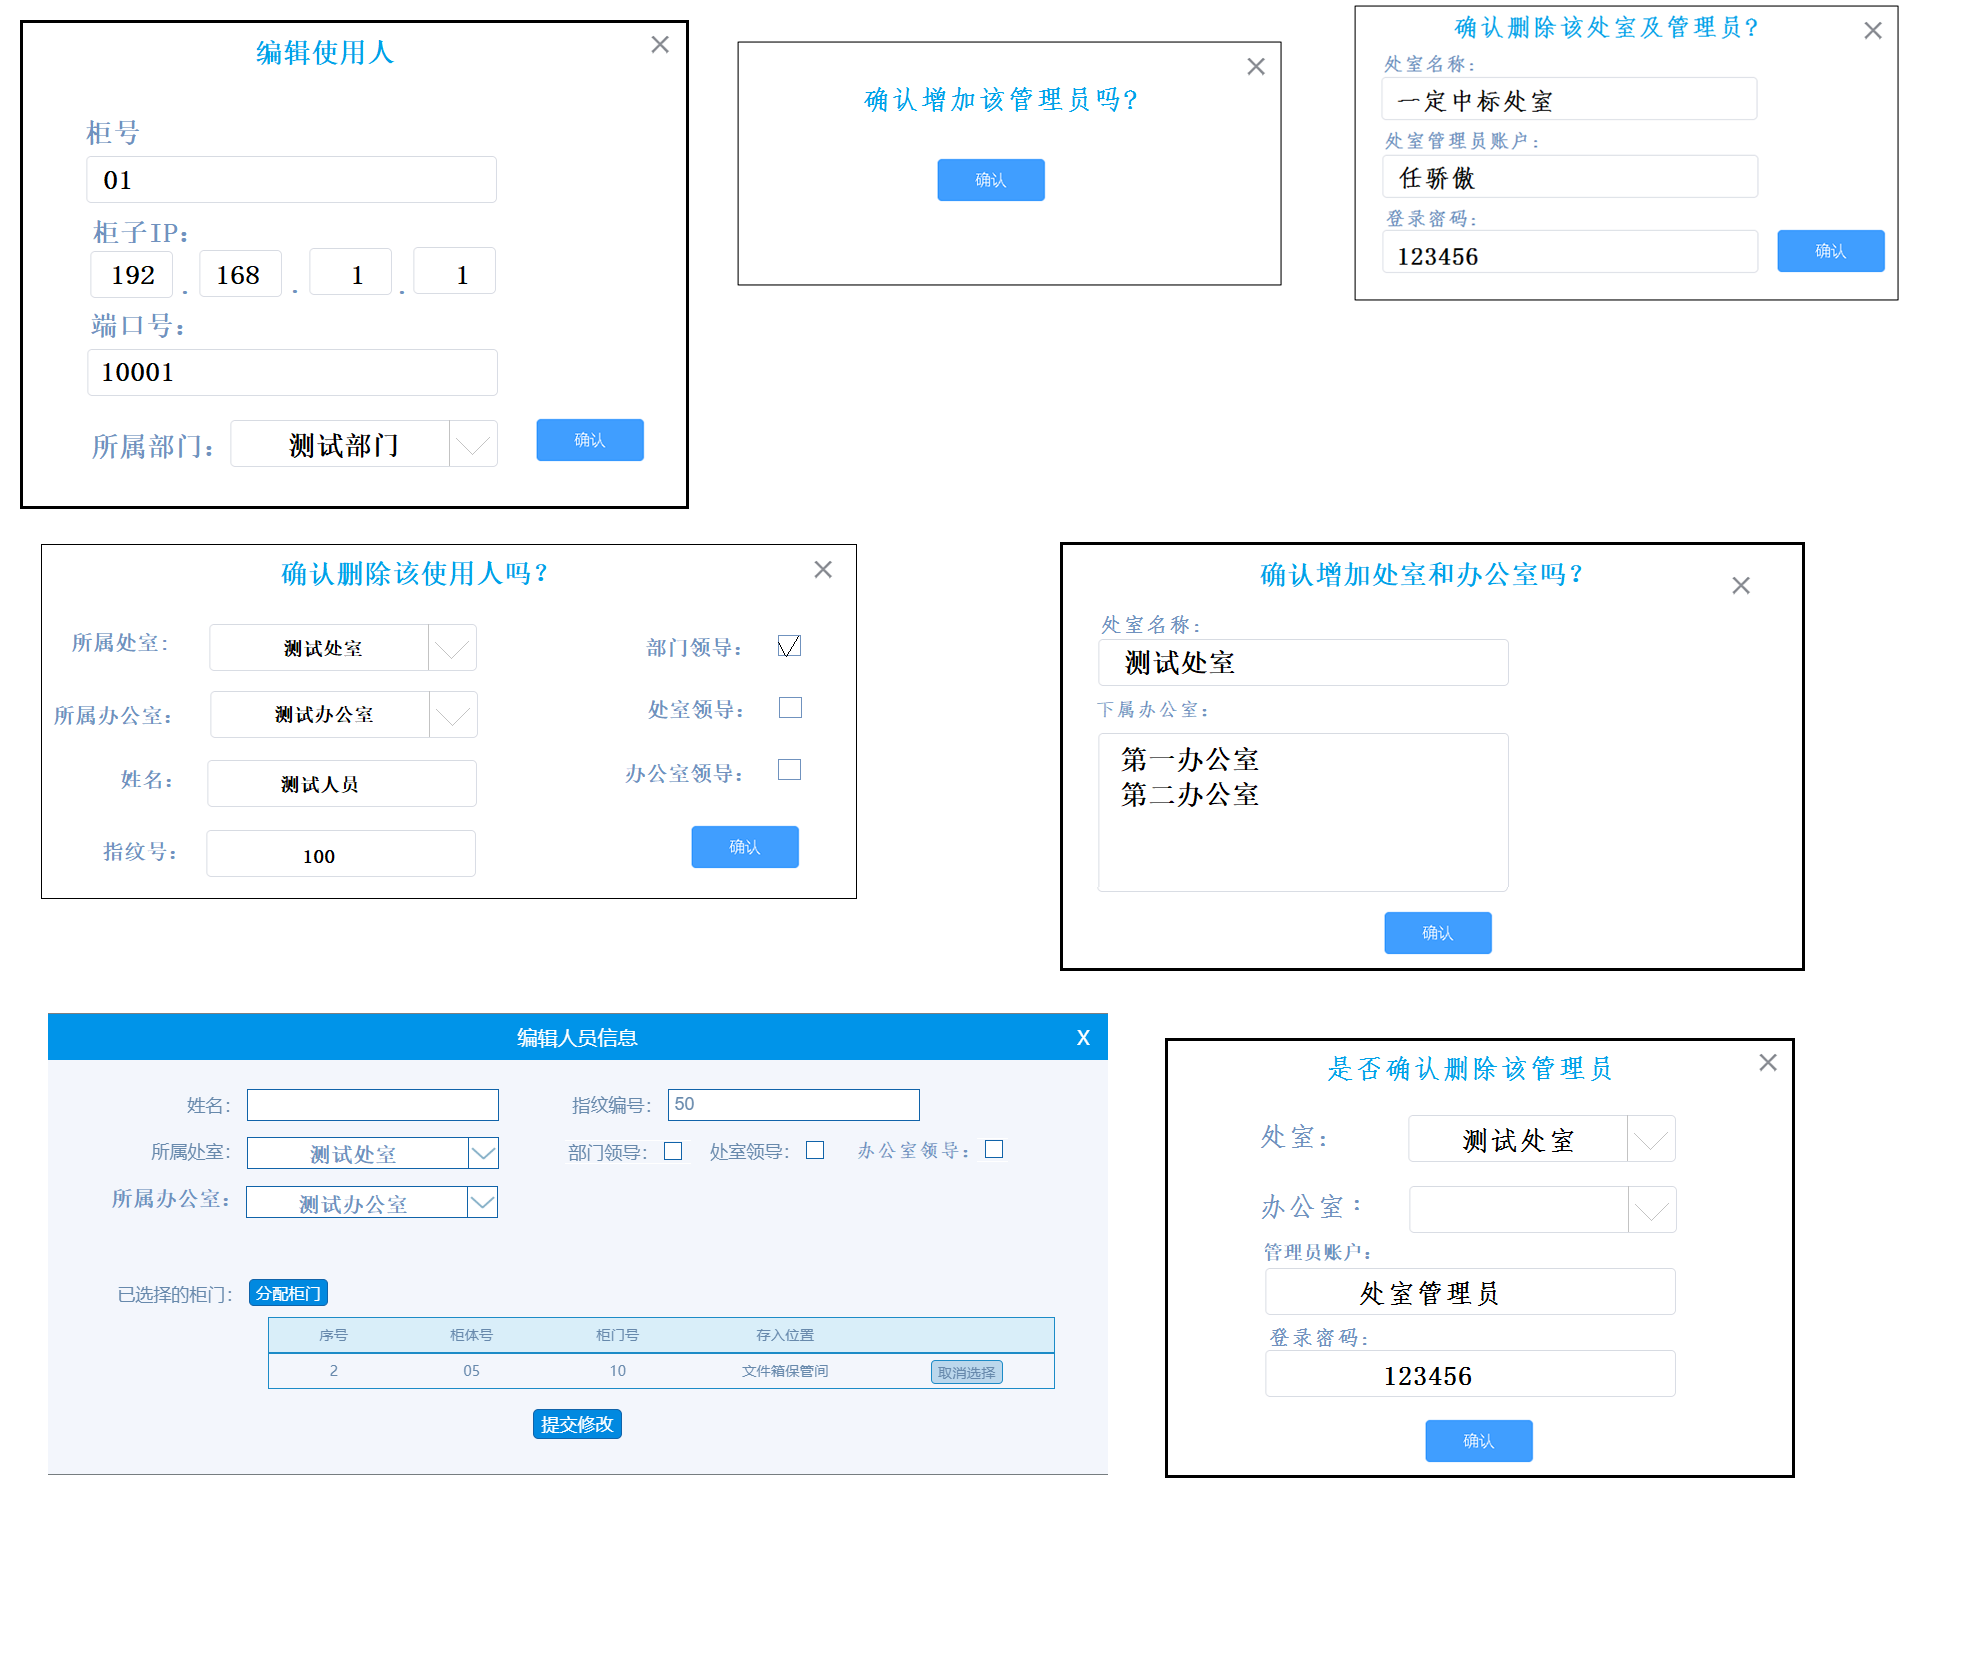 编辑使用人
柜号
01
柜子IP：
192 . 168 . 1 . 1
端口号：
10001
所属部门： 测试部门 确认
确认增加该管理员吗？
确认
确认删除该处室及管理员？
处室名称：
一定中标处室
处室管理员账户：
任骄傲
登录密码：
123456 确认
确认删除该使用人吗？
所属处室： 测试处室 部门领导：
所属办公室： 测试办公室 处室领导：
姓名： 测试人员 办公室领导：
指纹号： 100 确认
确认增加处室和办公室吗？
处室名称：
测试处室
下属办公室：
第一办公室
第二办公室
确认
编辑人员信息 X
姓名： 指纹编号： 50
所属处室： 测试处室 部门领导： 处室领导： 办公室领导：
所属办公室： 测试办公室
已选择的柜门： 分配柜门
序号 柜体号 柜门号 存入位置
2 05 10 文件箱保管间 取消选择
提交修改
是否确认删除该管理员
处室： 测试处室
办公室：
管理员账户：
处室管理员
登录密码：
123456
确认